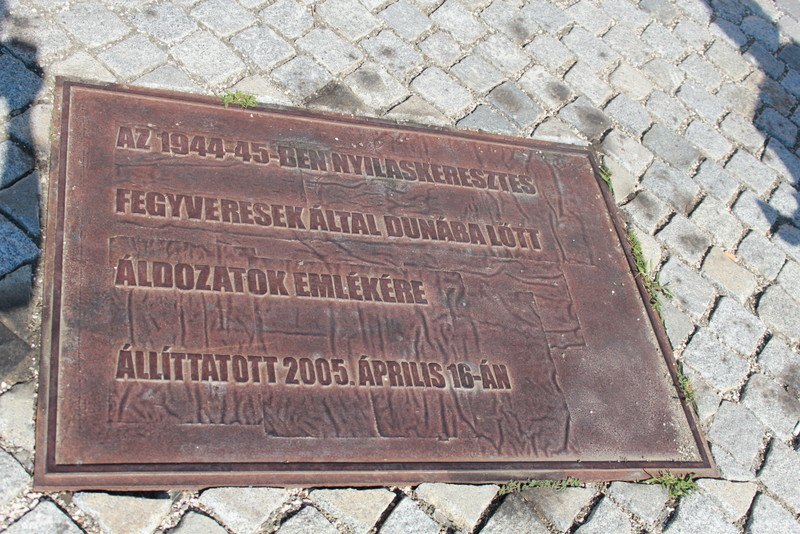 AZ 1944-45-BEN NYILASKERESZTES
FEGYVERESEK ÁLTAL DUNÁBA LŐTT
ÁLDOZATOK EMLÉKÉRE
ÁLLÍTTATOTT 2005. ÁPRILIS 16-ÁN